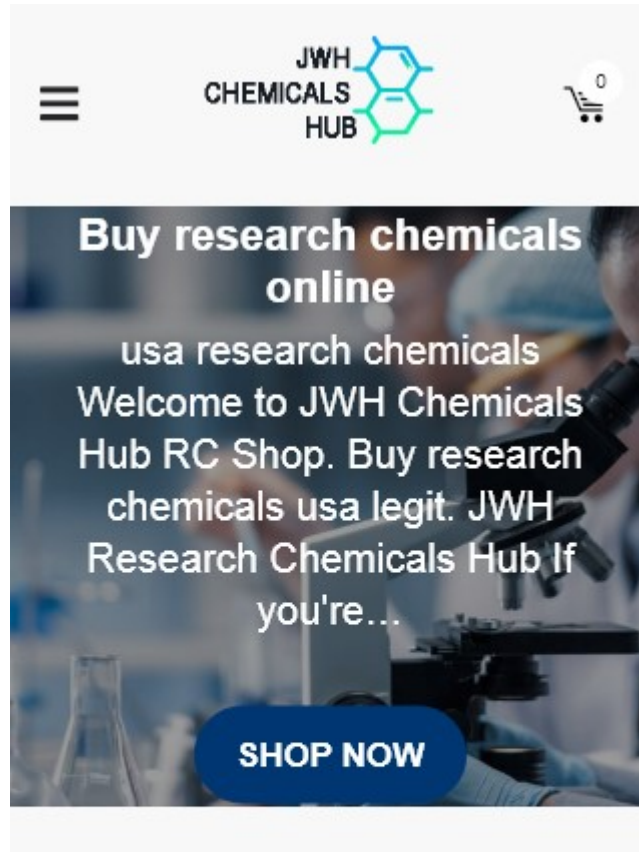 JWH
CHEMICALS
HUB
0
Buy research chemicals
online
usa research chemicals
Welcome to JWH Chemicals
Hub RC Shop. Buy research
chemicals usa legit. JWH
Research Chemicals Hub If
you're...
SHOP NOW